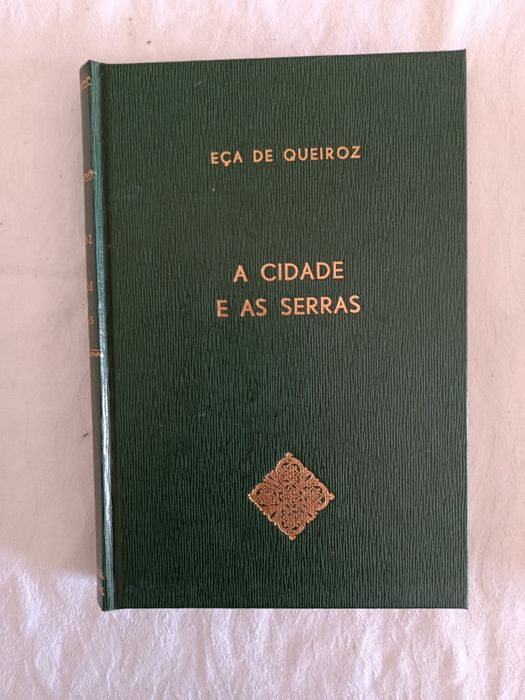 EÇA DE QUEIROZ
A CIDADE
E AS SERRAS